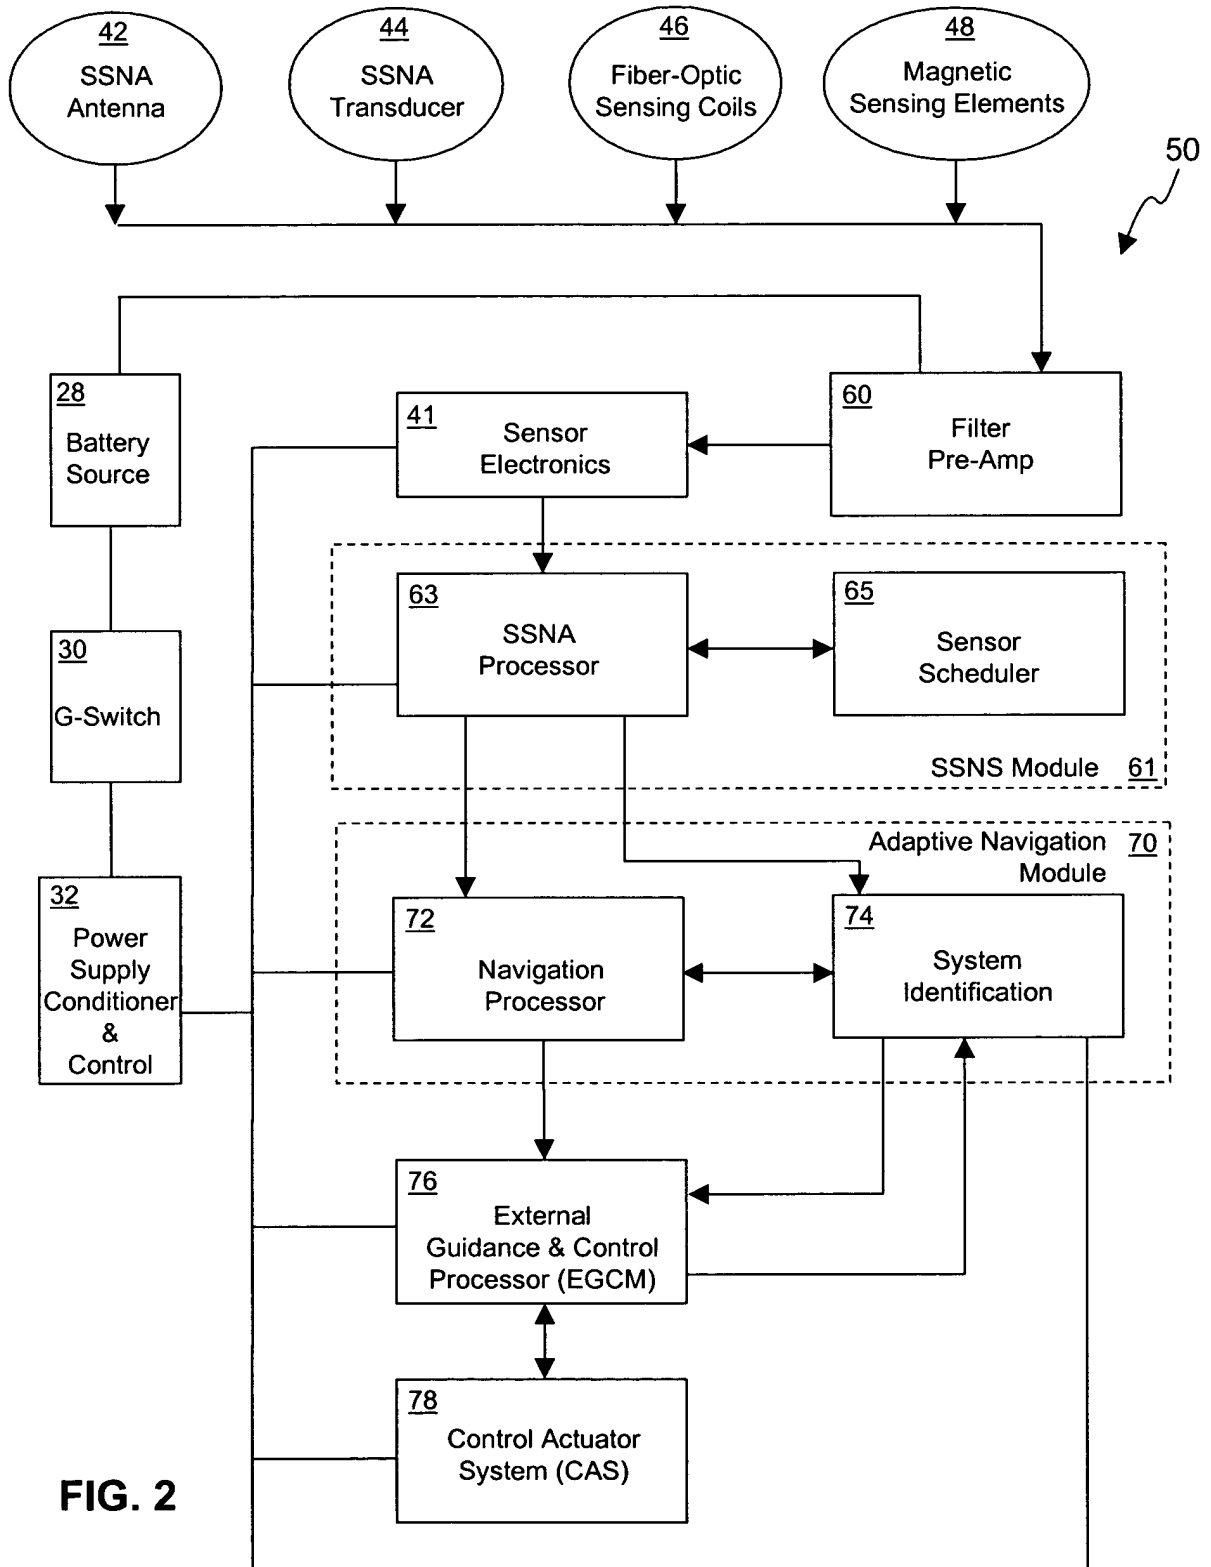 42
SSNA
Antenna
44
SSNA
Transducer
46
Fiber-Optic
Sensing Coils
48
Magnetic
Sensing Elements
50
28
Battery
Source
41
Sensor
Electronics
60
Filter
Pre-Amp
63
SSNA
Processor
65
Sensor
Scheduler
30
G-Switch
SSNS Module 61
Adaptive Navigation 70
Module
32
Power
Supply
Conditioner
&
Control
72
Navigation
Processor
74
System
Identification
76
External
Guidance & Control
Processor (EGCM)
78
Control Actuator
System (CAS)
FIG. 2